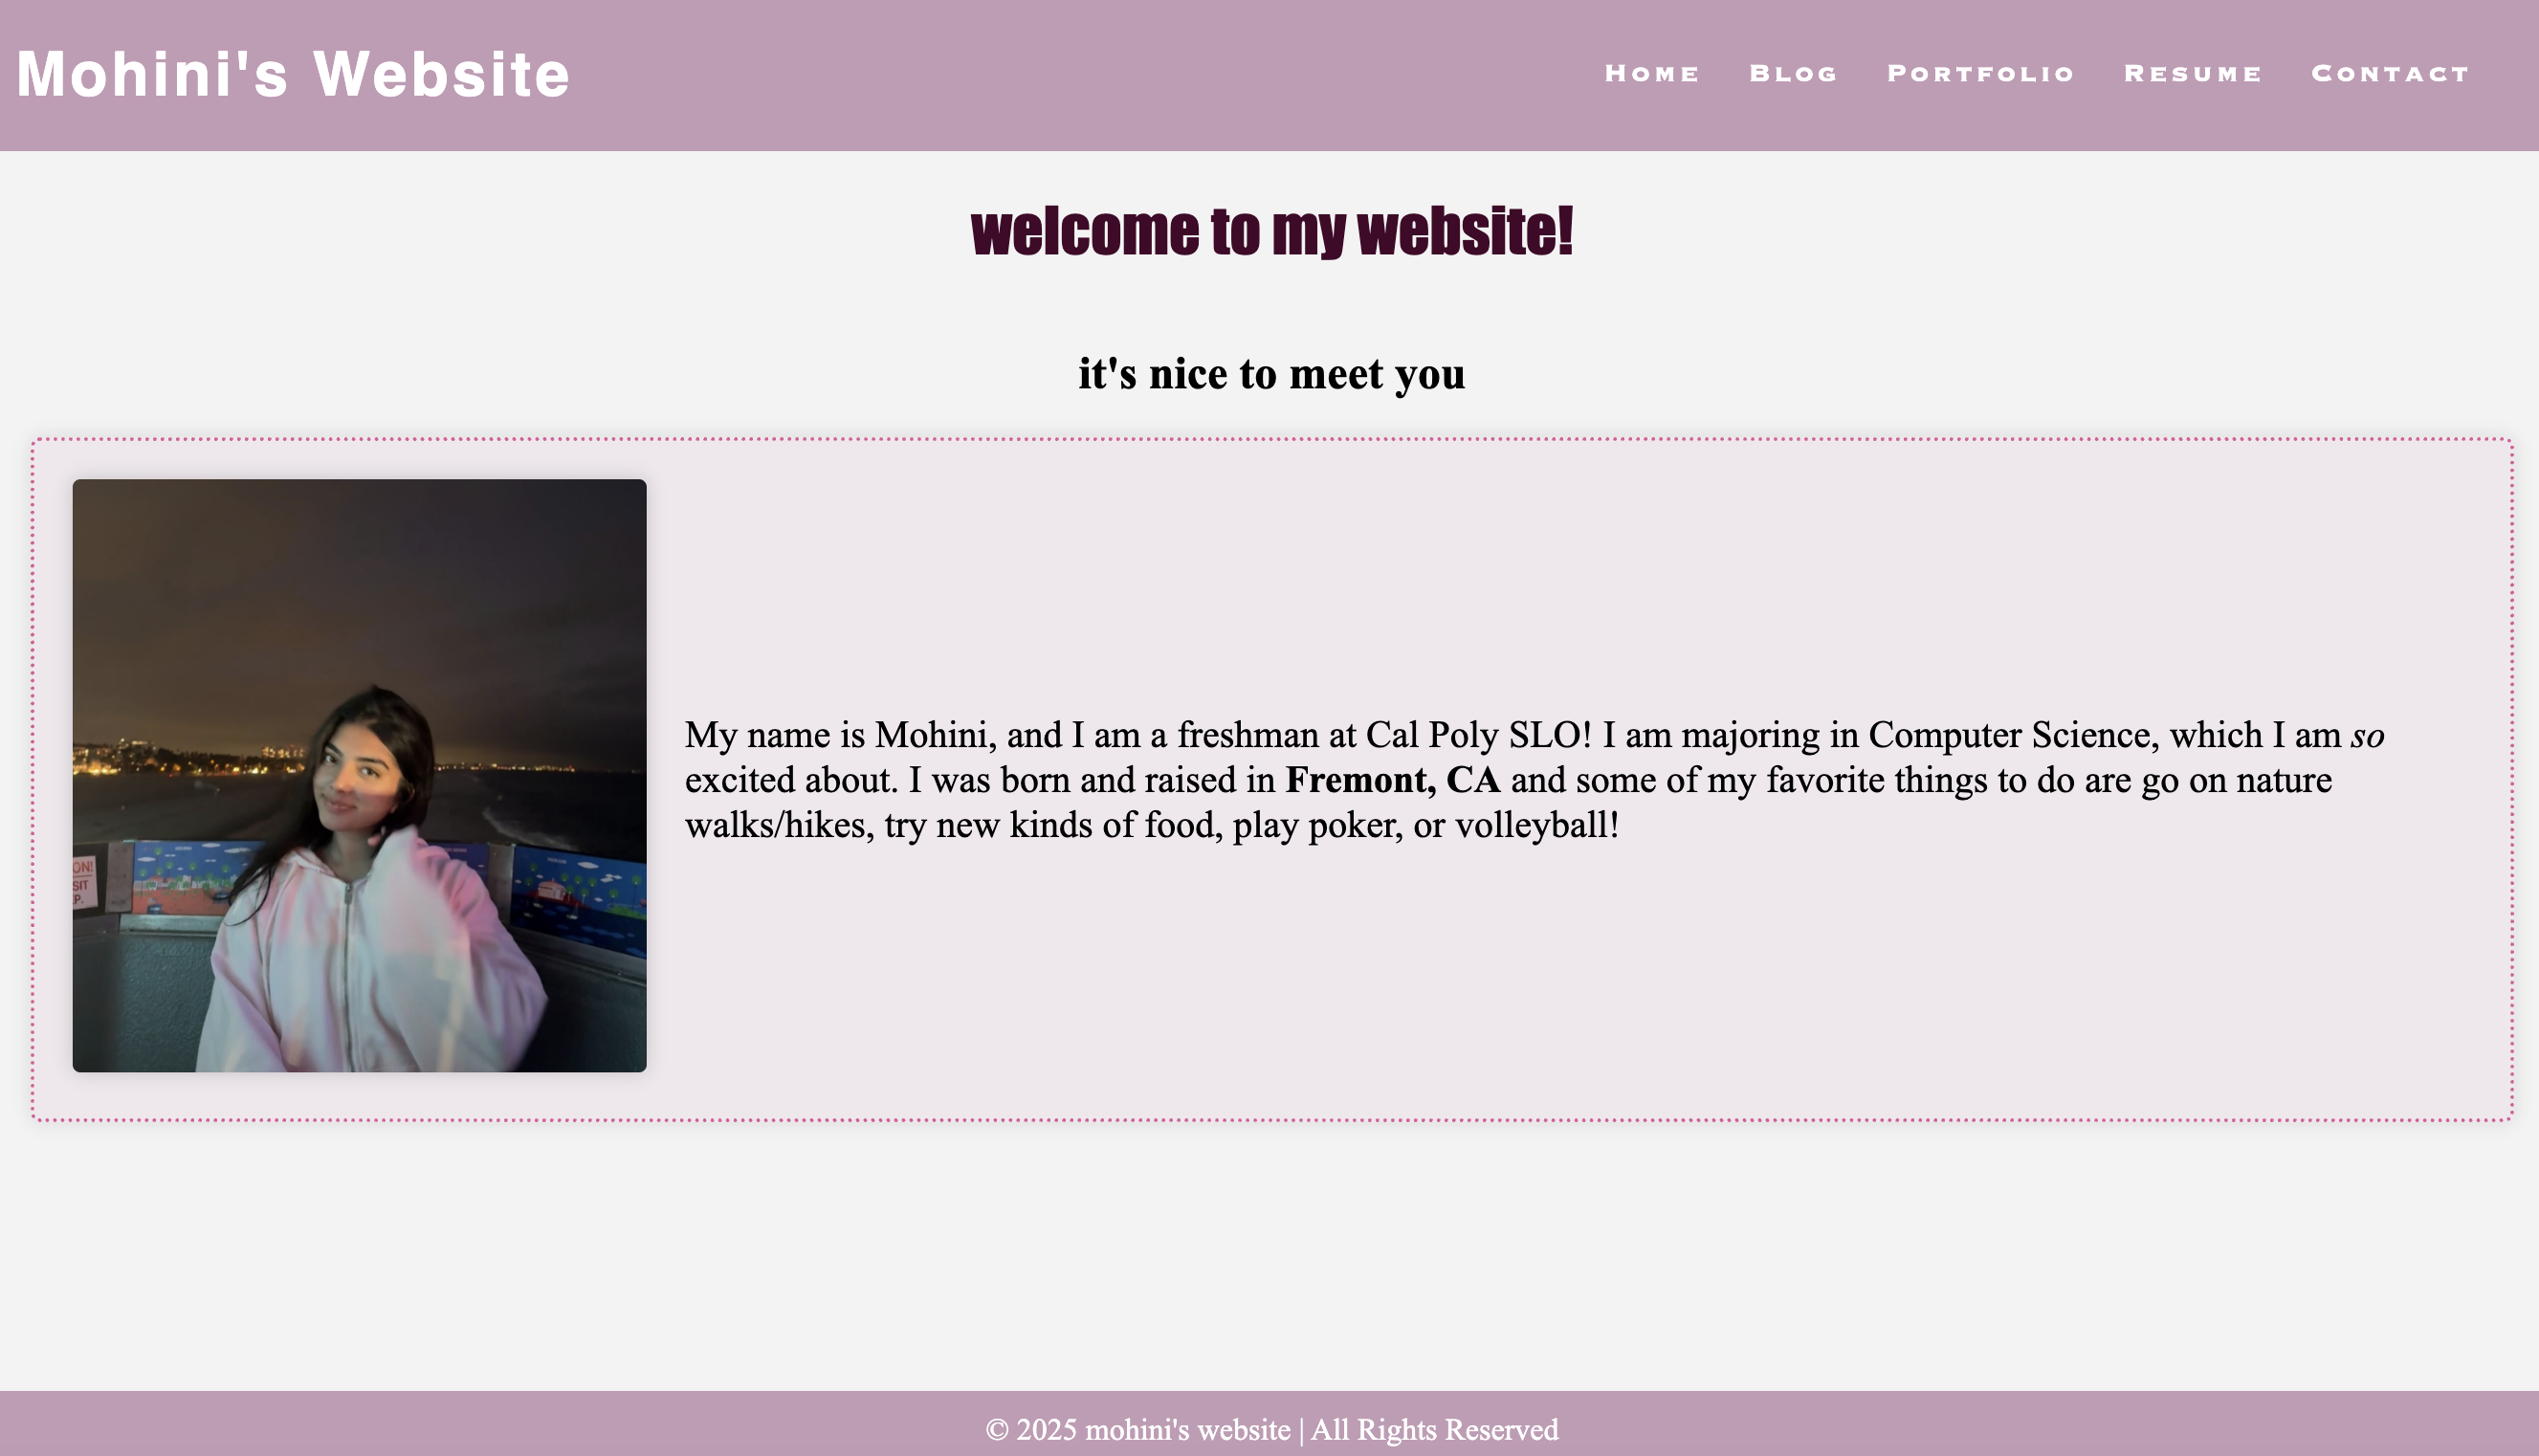 Mohini's Website
Home Blog Portfolio Resume Contact
welcome to my website!
it's nice to meet you
ON!
SIT
P.
My name is Mohini, and I am a freshman at Cal Poly SLO! I am majoring in Computer Science, which I am so
excited about. I was born and raised in Fremont, CA and some of my favorite things to do are go on nature
walks/hikes, try new kinds of food, play poker, or volleyball!
© 2025 mohini's website | All Rights Reserved